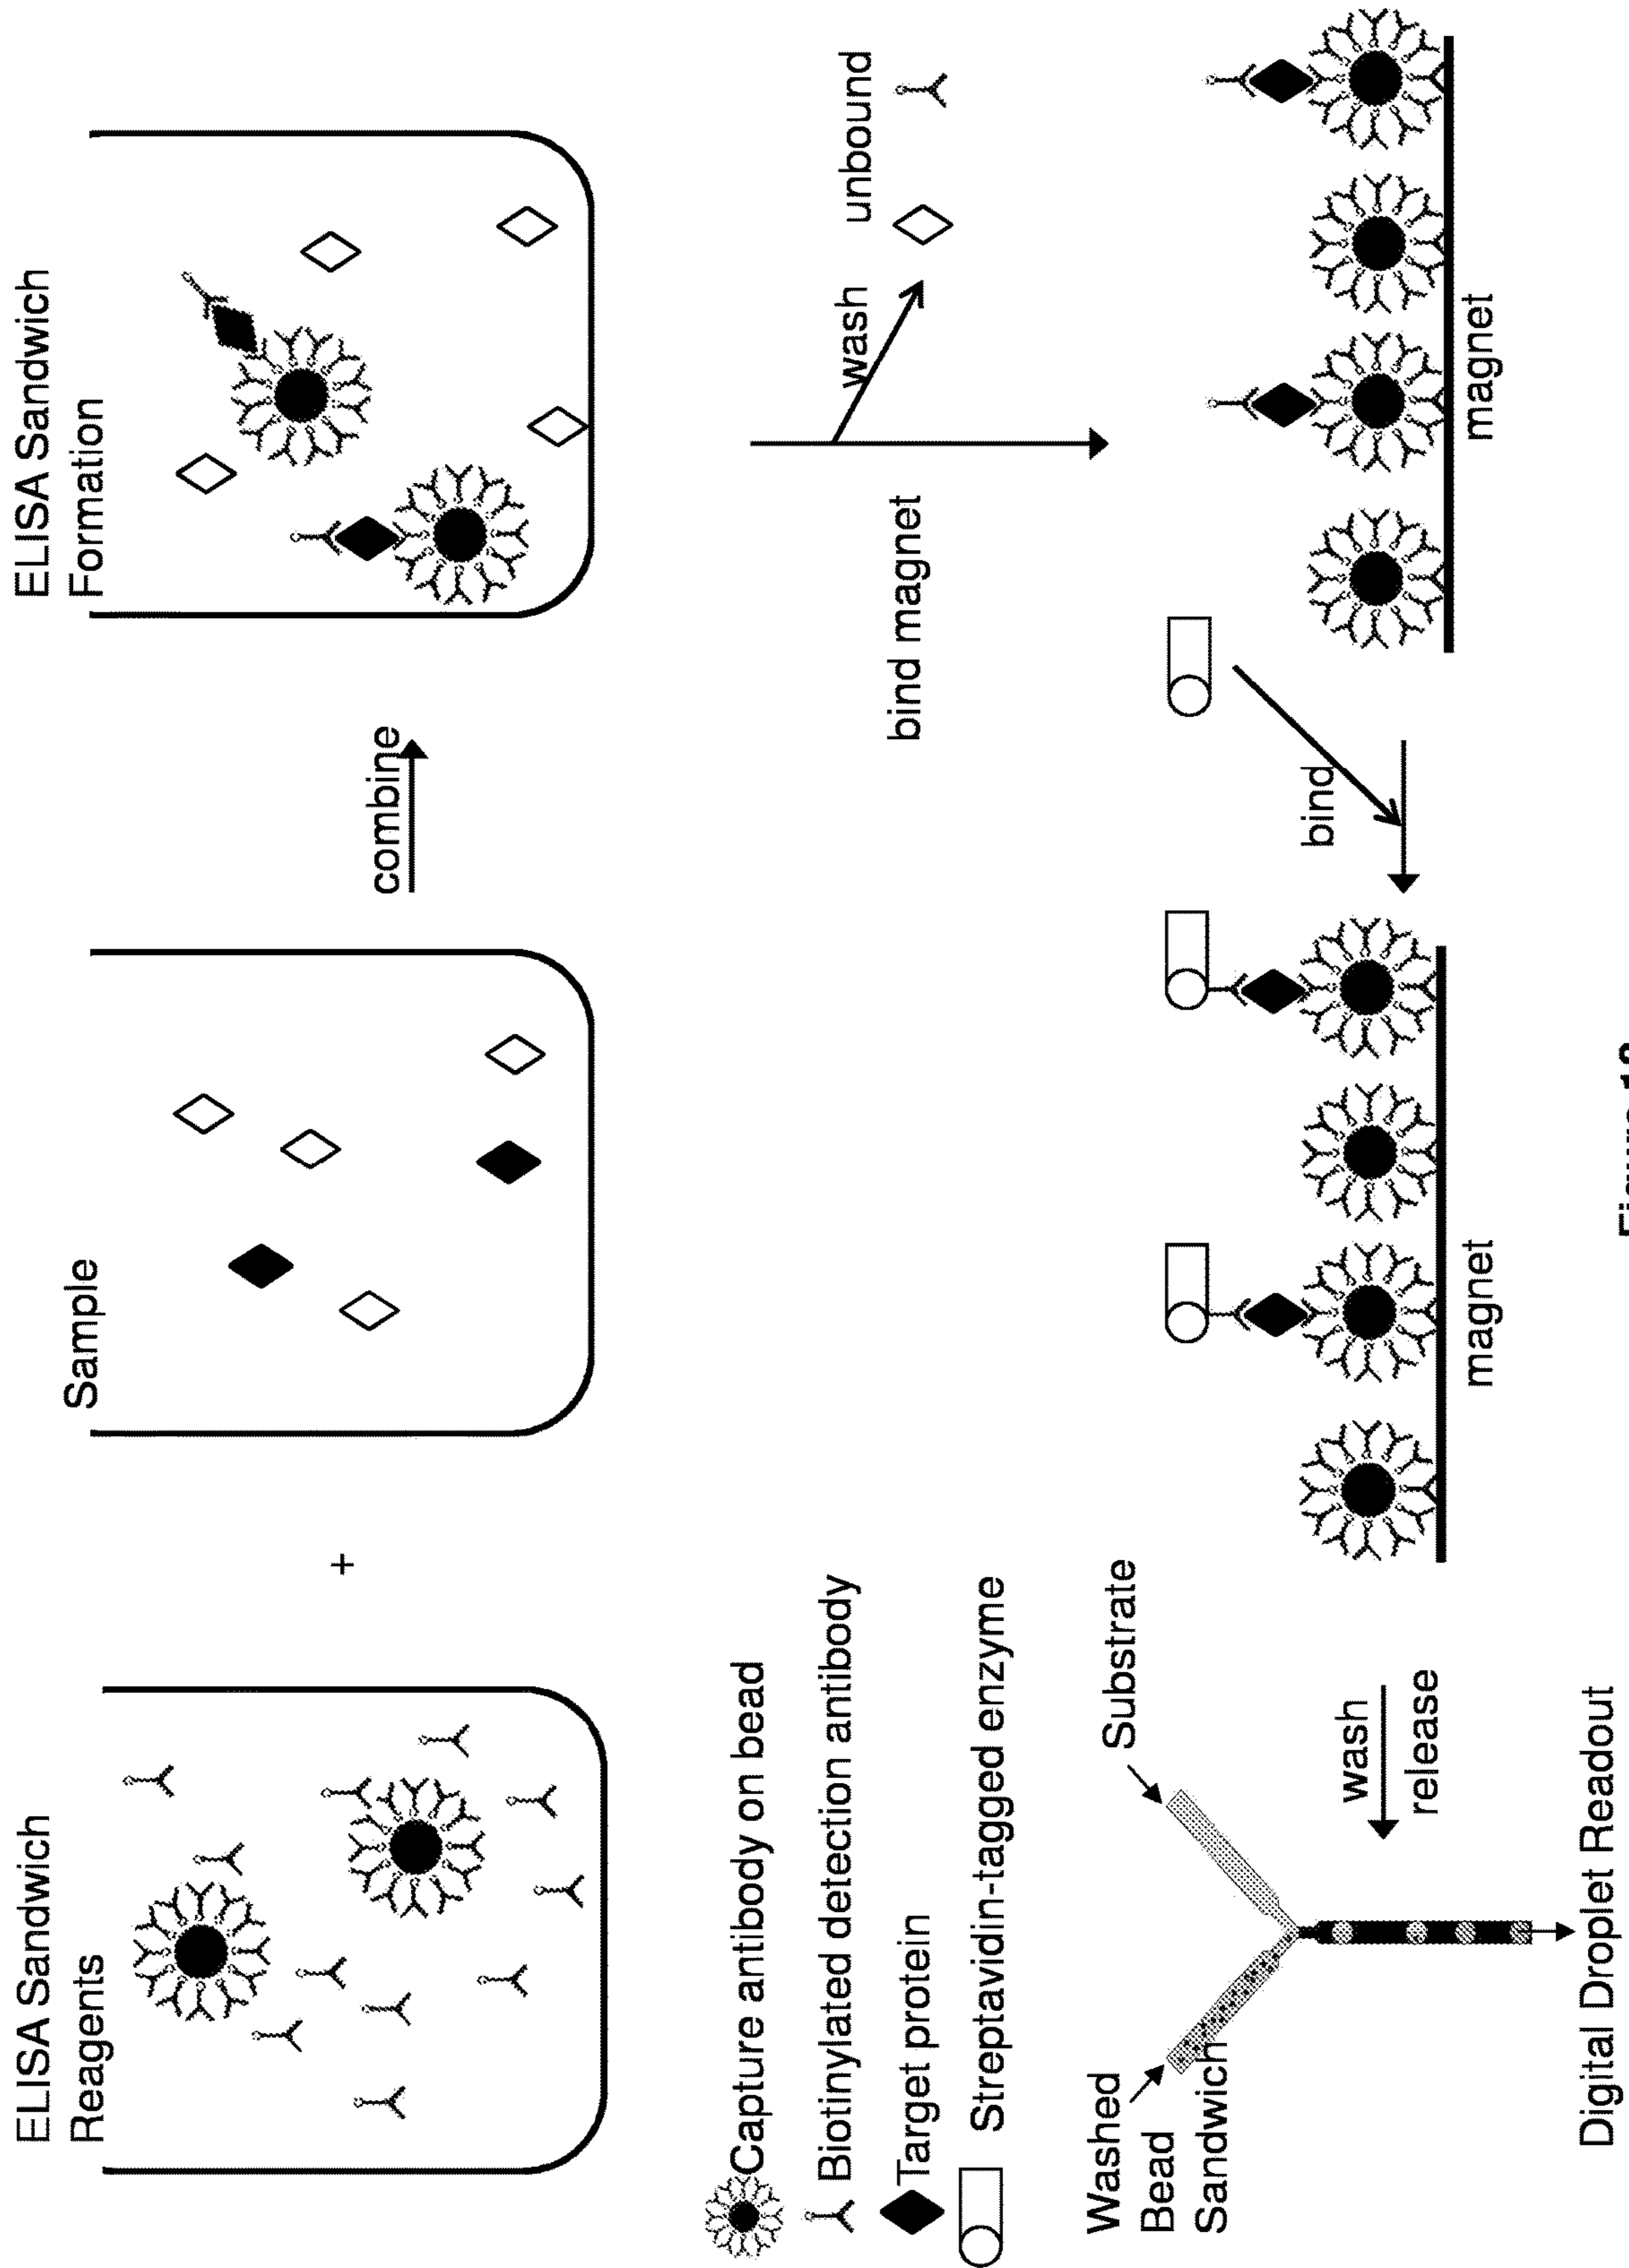 ELISA Sandwich
Reagents
+
Sample
combine
ELISA Sandwich
Formation
Capture antibody on bead
Biotinylated detection antibody
Target protein
Streptavidin-tagged enzyme
bind magnet
wash
unbound
Washed
Bead
Sandwich
Substrate
wash
release
magnet
bind
magnet
Digital Droplet Readout